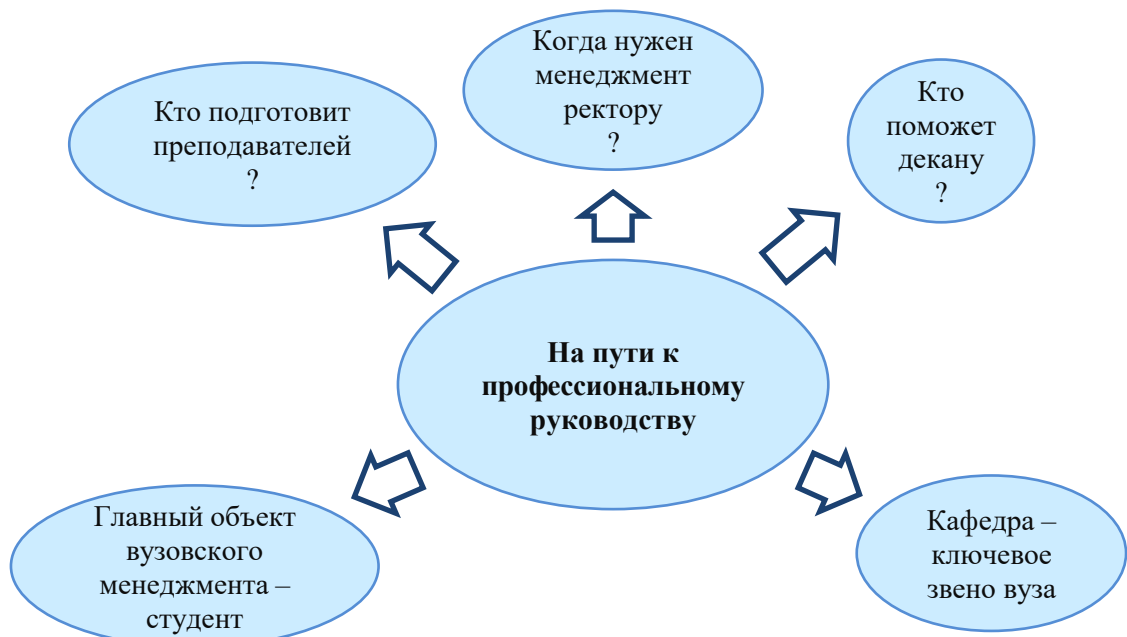 Когда нужен
менеджмент
ректору
?
Кто подготовит
преподавателей
?
Кто
поможет
декану
?
На пути к
профессиональному
руководству
Главный объект
вузовского
менеджмента –
студент
Кафедра –
ключевое
звено вуза